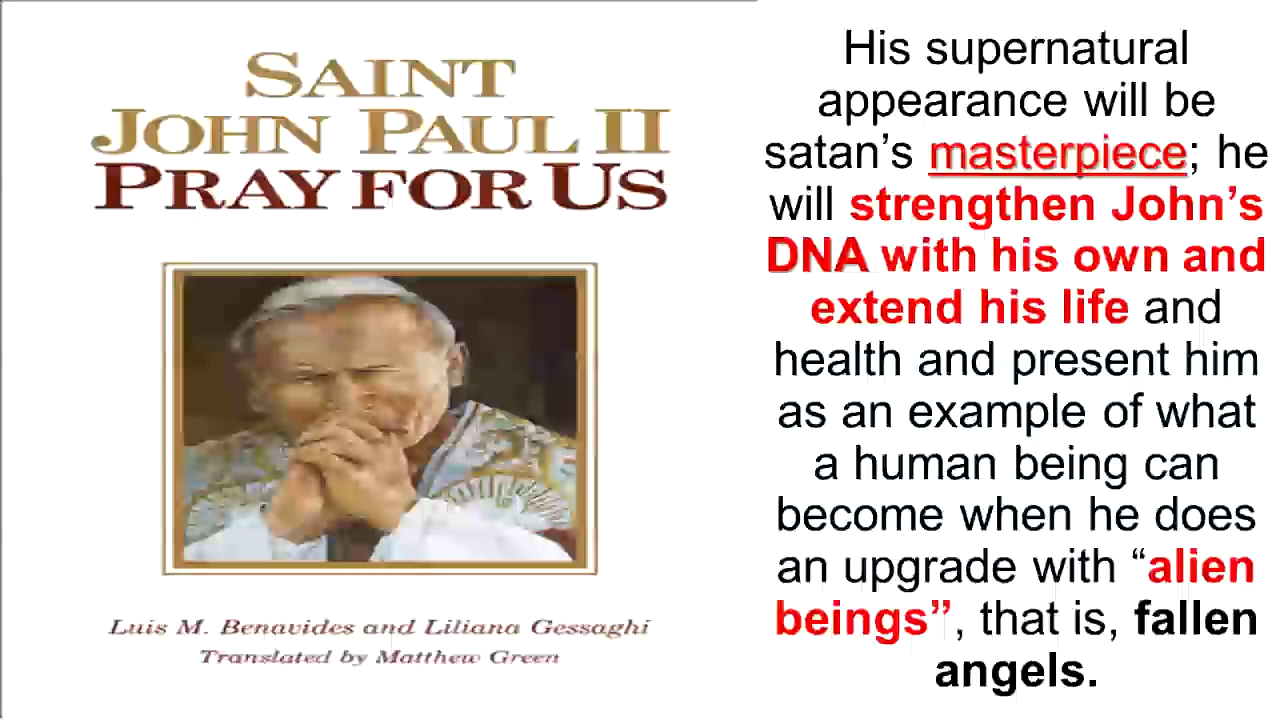 SAINT
JOHN PAUL II
PRAY FOR US
Luis M. Benavides and Liliana Gessaghi
Translated by Matthew Green
His supernatural
appearance will be
satan’s masterpiece; he
will strengthen John’s
DNA with his own and
extend his life and
health and present him
as an example of what
a human being can
become when he does
an upgrade with “alien
beings”, that is, fallen
angels.